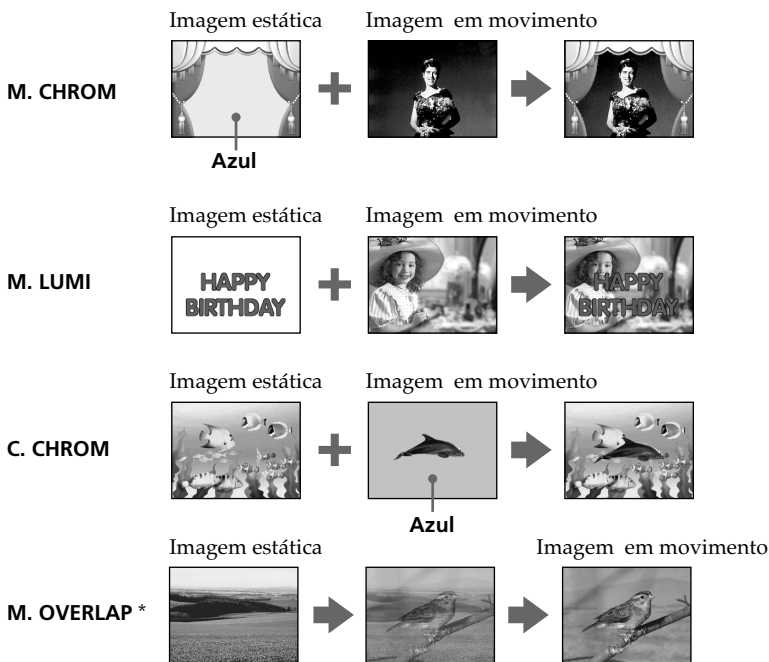 Imagem estática Imagem em movimento
M. CHROM
Azul
Imagem estática Imagem em movimento
M. LUMI
HAPPY
BIRTHDAY
HAPPY
BIRTHDAY
Imagem estática Imagem em movimento
C. CHROM
Azul
Imagem estática Imagem em movimento
M. OVERLAP *